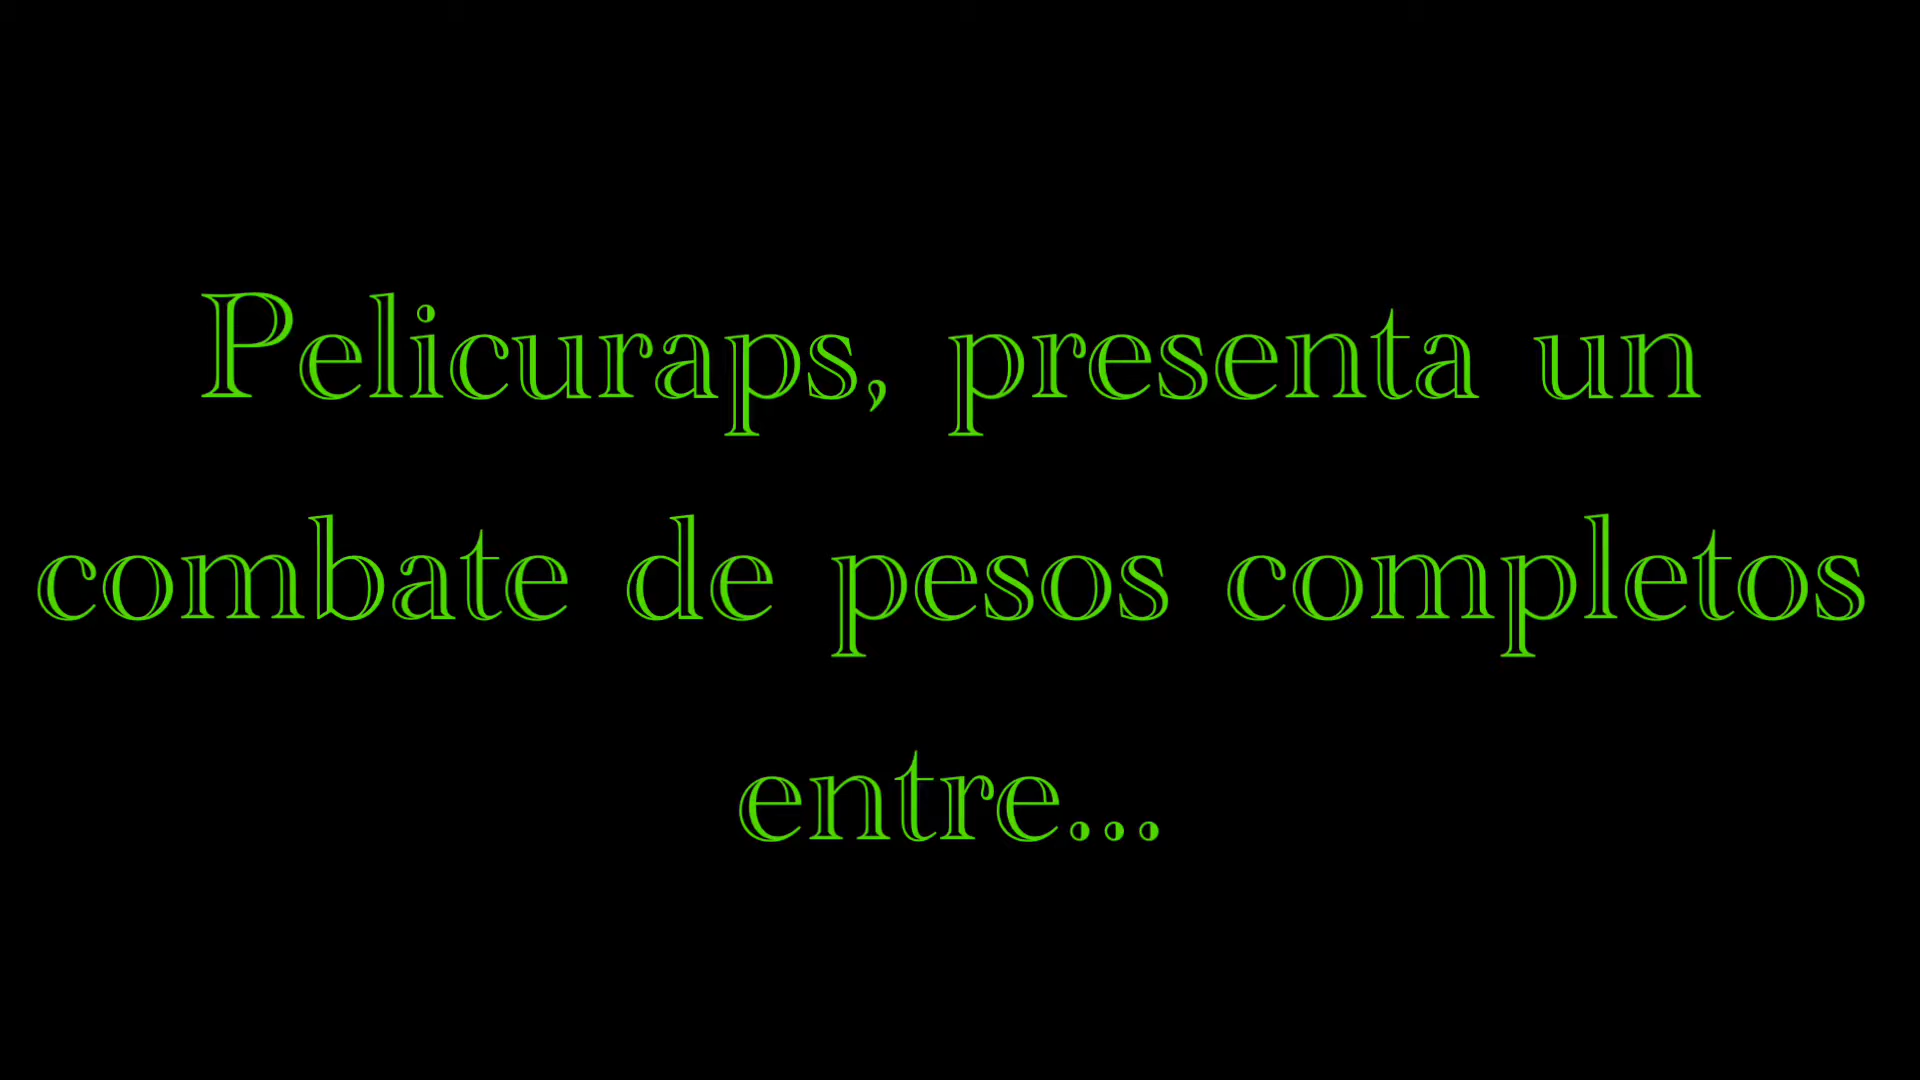 Pelicuraps, presenta un
combate de pesos completos
entre...